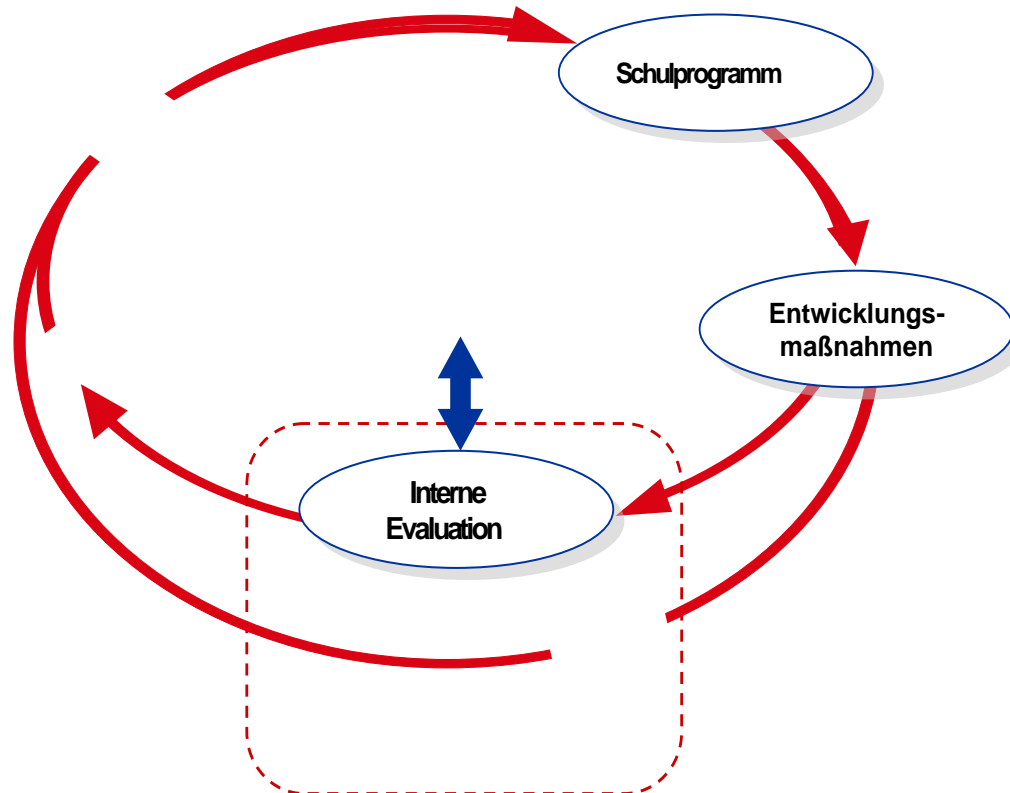 Schulprogramm
Entwicklungs-
maßnahmen
Interne
Evaluation